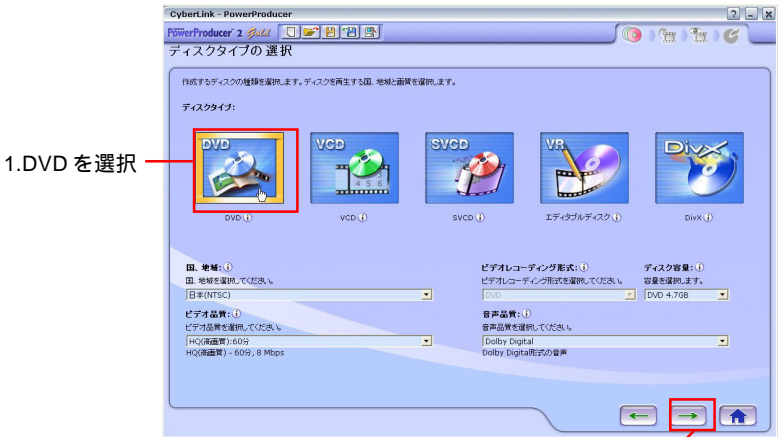 CyberLink - PowerProducer
PowerProducer 2 Gold
ディスクタイプの 選択
作成するディスクの種類を選択します。ディスクを再生する国、地域と画質を選択します。
ディスクタイプ:
1.DVD を選択
DVD
VCD
SVCD
VR
DivX
4 5 6
DVD
VCD
SVCD
エディタブルディスク
DivX
国、地域:
国、地域を選択してください。
日本(NTSC)
ビデオレコーディング形式:
ビデオレコーディング形式を選択してください。
DVD
ディスク容量:
容量を選択します。
DVD 4.7GB
ビデオ品質:
ビデオ品質を選択してください。
HQ(高画質):60分
HQ(高画質) - 60分, 8 Mbps
音声品質:
音声品質を選択してください。
Dolby Digital
Dolby Digital形式の音声